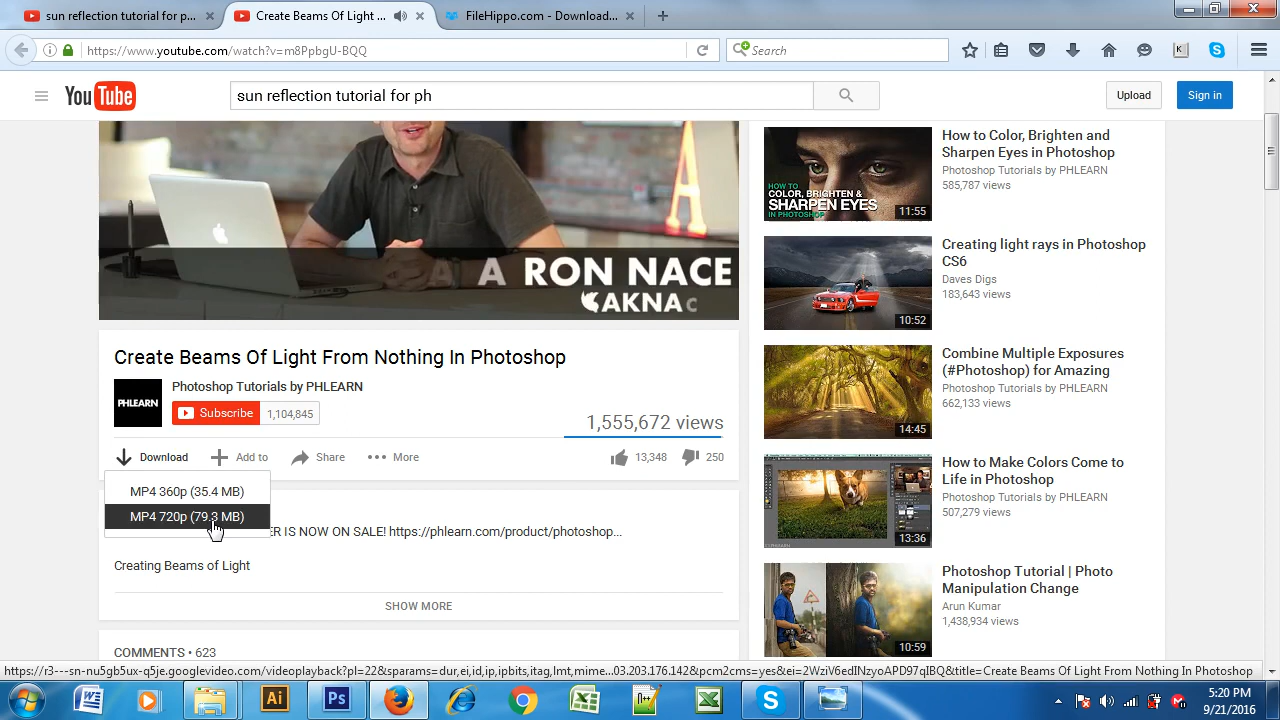 sun reflection tutorial for p...
Create Beams Of Light ...
FileHippo.com - Download...
https://www.youtube.com/watch?v=m8PpbgU-BQQ
Search
YouTube
sun reflection tutorial for ph
Upload
Sign in
A A RON NACE
AKNA C
Create Beams Of Light From Nothing In Photoshop
PHLEARN
Photoshop Tutorials by PHLEARN
Subscribe
1,104,845
1,555,672 views
Download
Add to
Share
More
13,348
250
MP4 360p (35.4 MB)
MP4 720p (79. MB)
ER IS NOW ON SALE! https://phlearn.com/product/photoshop...
Creating Beams of Light
SHOW MORE
COMMENTS • 623
HOW TO
COLOR, BRIGHTEN &
SHARPEN EYES
IN PHOTOSHOP
11:55
How to Color, Brighten and
Sharpen Eyes in Photoshop
Photoshop Tutorials by PHLEARN
585,787 views
10:52
Creating light rays in Photoshop
CS6
Daves Digs
183,643 views
14:45
Combine Multiple Exposures
(#Photoshop) for Amazing
Photoshop Tutorials by PHLEARN
662,133 views
13:36
How to Make Colors Come to
Life in Photoshop
Photoshop Tutorials by PHLEARN
507,279 views
10:59
Photoshop Tutorial | Photo
Manipulation Change
Arun Kumar
1,438,934 views
https://r3---sn-nu5gb5ux-q5je.googlevideo.com/videoplayback?pl=22&sparams=dur,ei,id,ip,ipbits,itag,lmt,mime...03.203.176.142&pcm2cms=yes&ei=2WziV6edINzyoAPD97qIBQ&title=Create Beams Of Light From Nothing In Photoshop
Ai
Ps
5:20 PM
9/21/2016